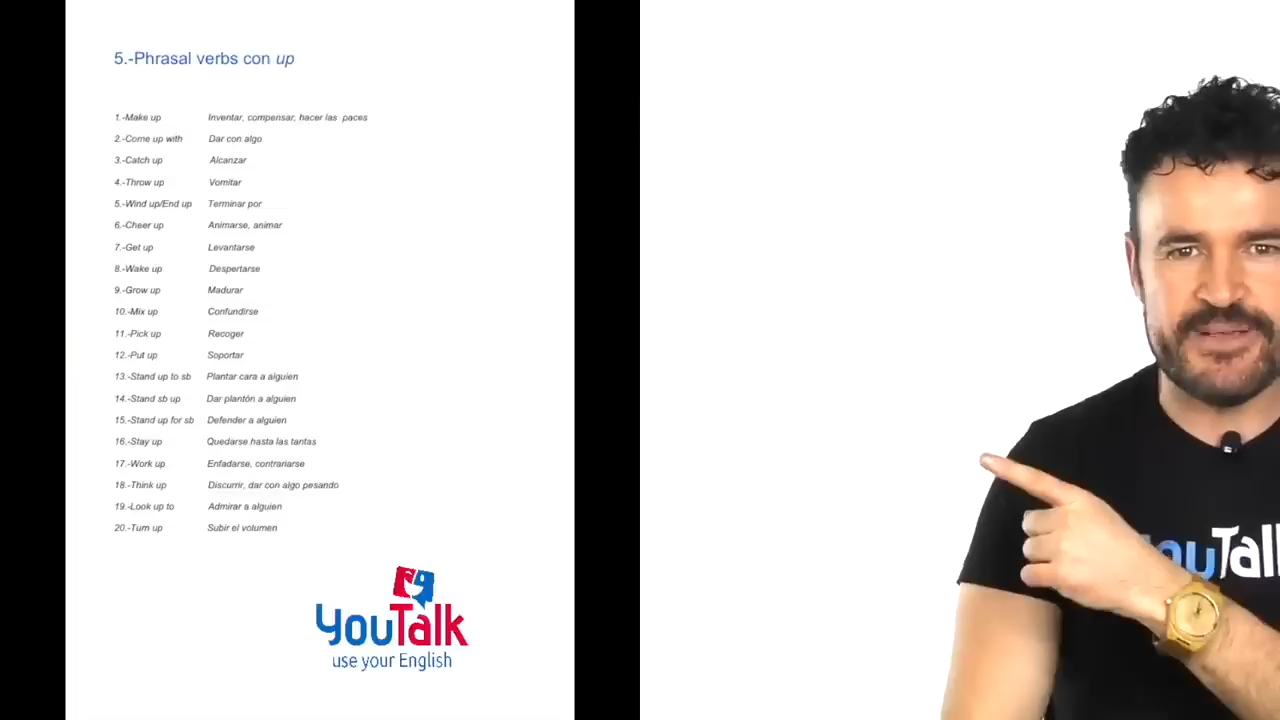 5.-Phrasal verbs con up
1.-Make up Inventar, compensar, hacer las paces
2.-Come up with Dar con algo
3.-Catch up Alcanzar
4.-Throw up Vomitar
5.-Wind up/End up Terminar por
6.-Cheer up Animarse, animar
7.-Get up Levantarse
8.-Wake up Despertarse
9.-Grow up Madurar
10.-Mix up Confundirse
11.-Pick up Recoger
12.-Put up Soportar
13.-Stand up to sb Plantar cara a alguien
14.-Stand sb up Dar plantón a alguien
15.-Stand up for sb Defender a alguien
16.-Stay up Quedarse hasta las tantas
17.-Work up Enfadarse, contrariarse
18.-Think up Discurrir, dar con algo pesando
19.-Look up to Admirar a alguien
20.-Turn up Subir el volumen
YouTalk
use your English
YouTalk